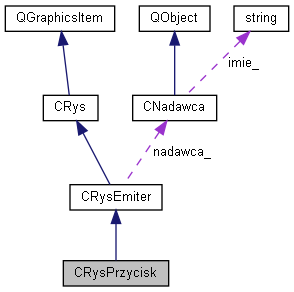 QGraphicsItem
QObject
string
imie_
CRys
CNadawca
nadawca_
CRysEmiter
CRysPrzycisk